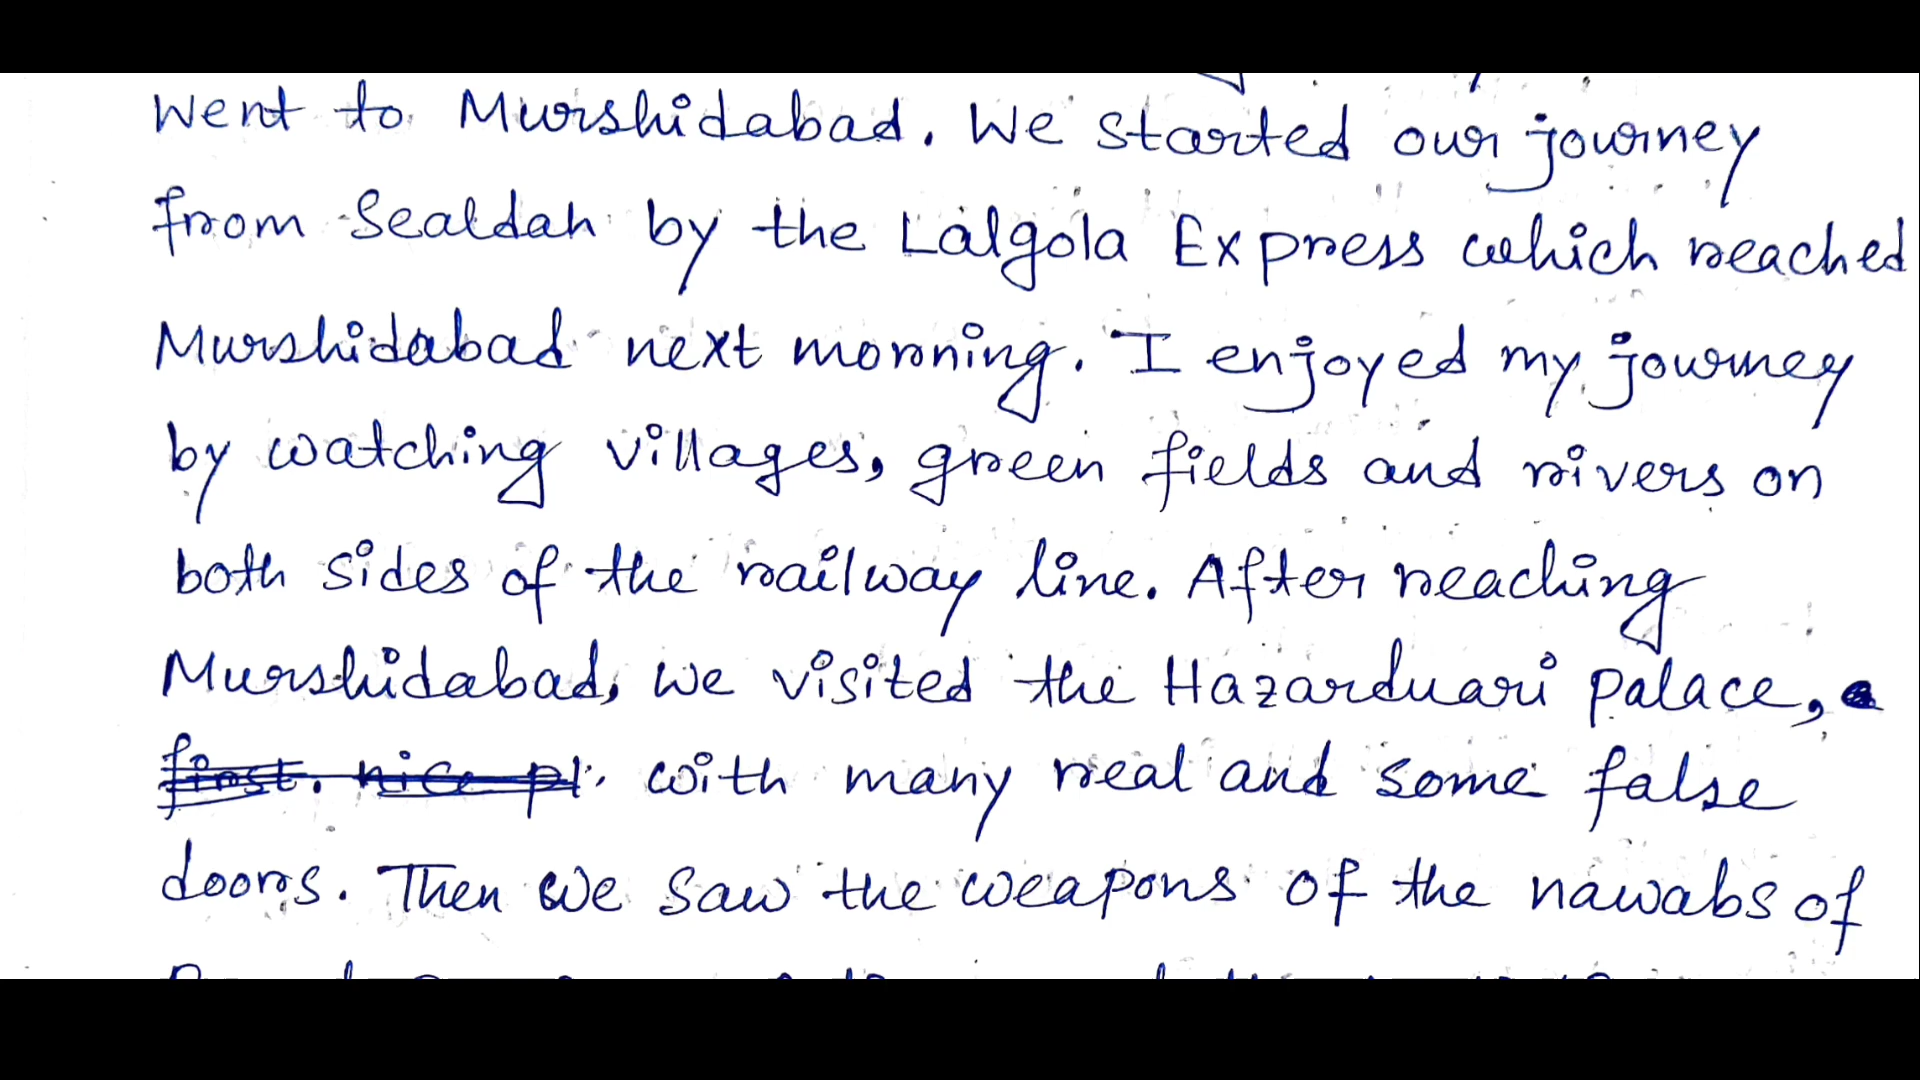 went to Murshidabad. We started our journey
from Sealdah by the Lalgola Express which reached
Murshidabad next morning. I enjoyed my journey
by watching villages, green fields and rivers on
both sides of the railway line. After reaching
Murshidabad, we visited the Hazarduari palace,
first. nice pl. with many real and some false
doors. Then we saw the weapons of the nawabs of